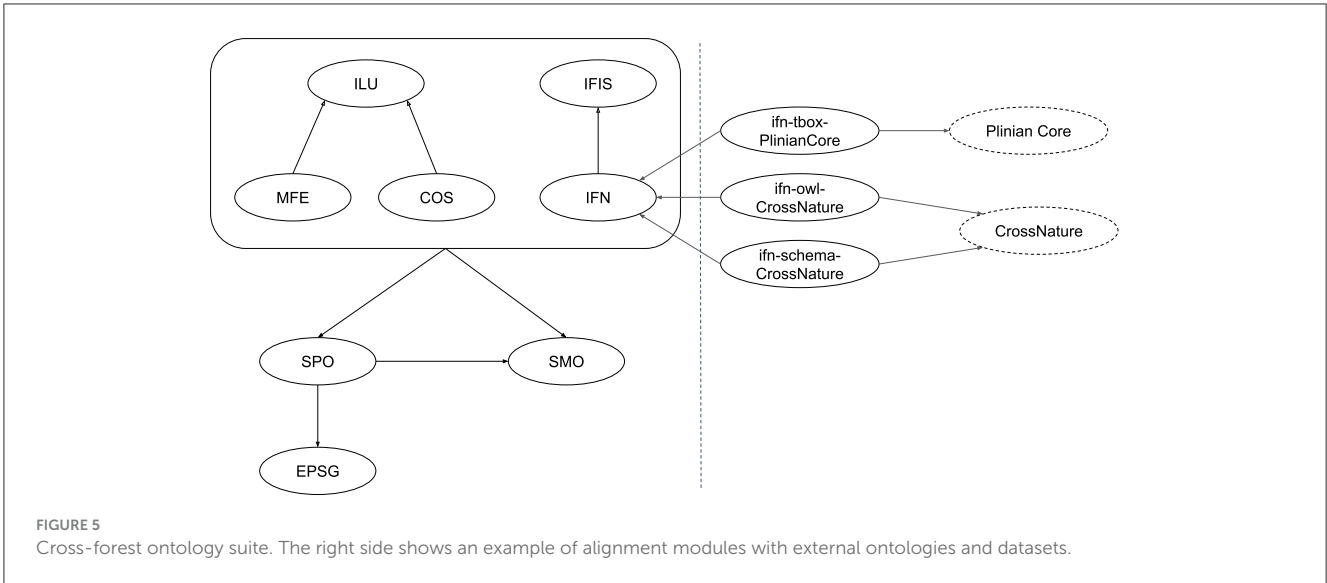 ILU
IFIS
MFE
COS
IFN
ifn-tbox-
PlinianCore
Plinian Core
ifn-owl-
CrossNature
CrossNature
ifn-schema-
CrossNature
SPO
SMO
EPSG
FIGURE 5
Cross-forest ontology suite. The right side shows an example of alignment modules with external ontologies and datasets.